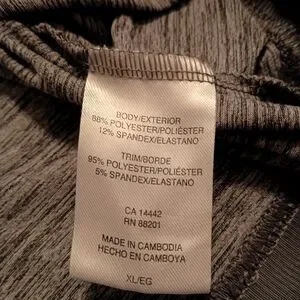 BODY/EXTERIOR
88% POLYESTER/POLIÉSTER
12% SPANDEX/ELASTANO
TRIM/BORDE
95% POLYESTER/POLIÉSTER
5% SPANDEX/ELASTANO
CA 14442
RN 88201
MADE IN CAMBODIA
HECHO EN CAMBOYA
XL/EG